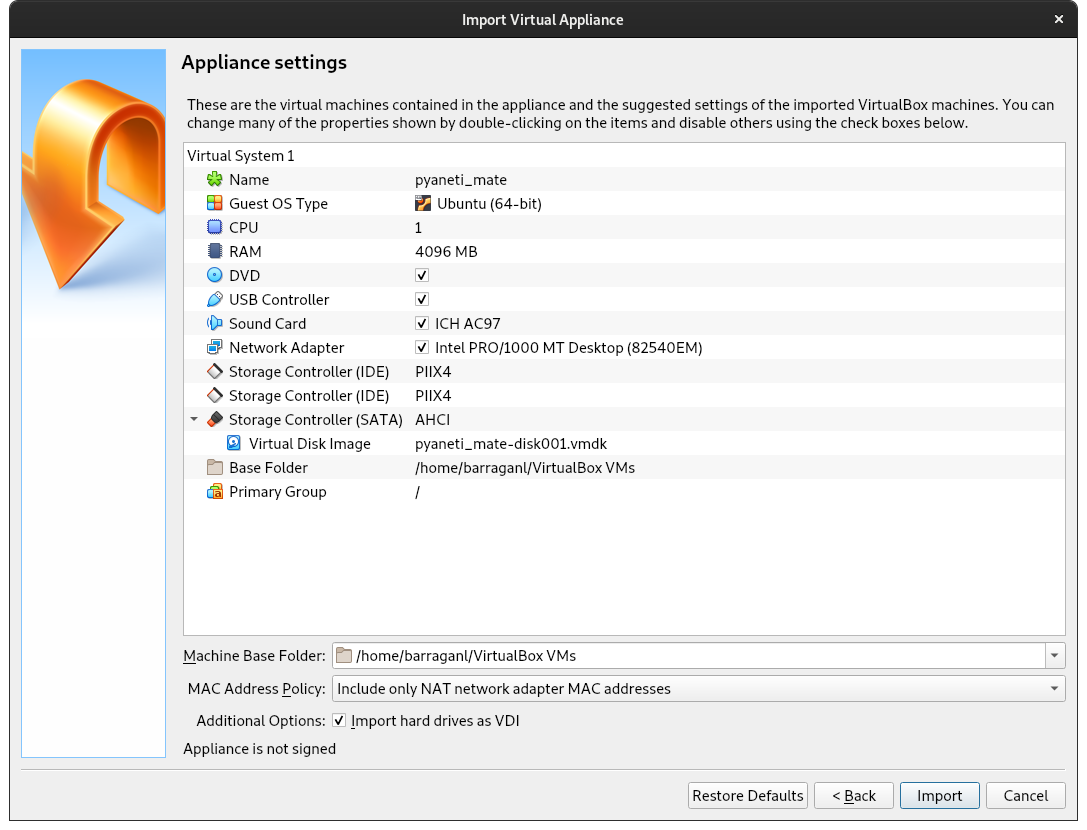 Import Virtual Appliance
Appliance settings
These are the virtual machines contained in the appliance and the suggested settings of the imported VirtualBox machines. You can
change many of the properties shown by double-clicking on the items and disable others using the check boxes below.
Virtual System 1
Name pyaneti_mate
Guest OS Type Ubuntu (64-bit)
CPU 1
RAM 4096 MB
DVD
USB Controller
Sound Card ICH AC97
Network Adapter Intel PRO/1000 MT Desktop (82540EM)
Storage Controller (IDE) PIIX4
Storage Controller (IDE) PIIX4
Storage Controller (SATA) AHCI
Virtual Disk Image pyaneti_mate-disk001.vmdk
Base Folder /home/barraganl/VirtualBox VMs
Primary Group /
Machine Base Folder: /home/barraganl/VirtualBox VMs
MAC Address Policy: Include only NAT network adapter MAC addresses
Additional Options: Import hard drives as VDI
Appliance is not signed
Restore Defaults < Back Import Cancel